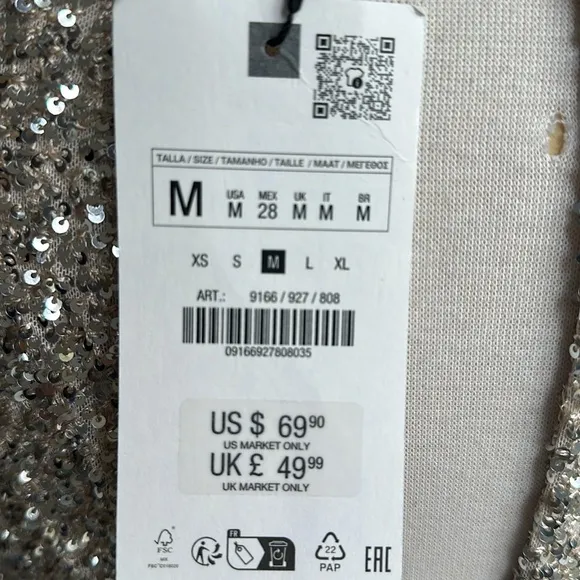 TALLA / SIZE / TAMANHO / TAILLE / MAAT / ΜΕΓΕΘΟΣ
M
USA MEX UK IT BR
M 28 M M M
XS S M L XL
ART.: 9166 / 927 / 808
09166927808035
US $ 69.90
US MARKET ONLY
UK £ 49.99
UK MARKET ONLY
FR
FSC
MIX
22
PAP
EAC